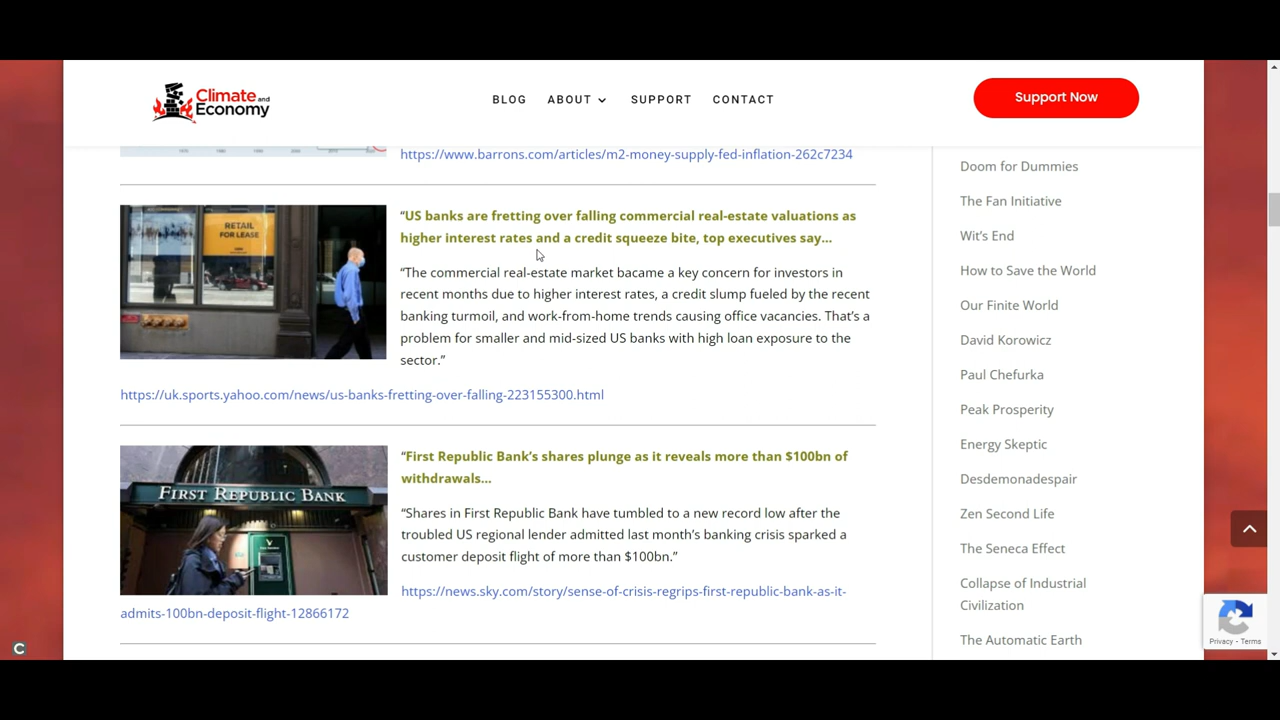 Climate and
Economy
BLOG
ABOUT
SUPPORT
CONTACT
Support Now
https://www.barrons.com/articles/m2-money-supply-fed-inflation-262c7234
RETAIL
FOR LEASE
“US banks are fretting over falling commercial real-estate valuations as
higher interest rates and a credit squeeze bite, top executives say…
“The commercial real-estate market bacame a key concern for investors in
recent months due to higher interest rates, a credit slump fueled by the recent
banking turmoil, and work-from-home trends causing office vacancies. That’s a
problem for smaller and mid-sized US banks with high loan exposure to the
sector.”
https://uk.sports.yahoo.com/news/us-banks-fretting-over-falling-223155300.html
FIRST REPUBLIC BANK
“First Republic Bank’s shares plunge as it reveals more than $100bn of
withdrawals…
“Shares in First Republic Bank have tumbled to a new record low after the
troubled US regional lender admitted last month’s banking crisis sparked a
customer deposit flight of more than $100bn.”
https://news.sky.com/story/sense-of-crisis-regrips-first-republic-bank-as-it-
admits-100bn-deposit-flight-12866172
Doom for Dummies
The Fan Initiative
Wit’s End
How to Save the World
Our Finite World
David Korowicz
Paul Chefurka
Peak Prosperity
Energy Skeptic
Desdemonadespair
Zen Second Life
The Seneca Effect
Collapse of Industrial
Civilization
The Automatic Earth
Privacy - Terms
C